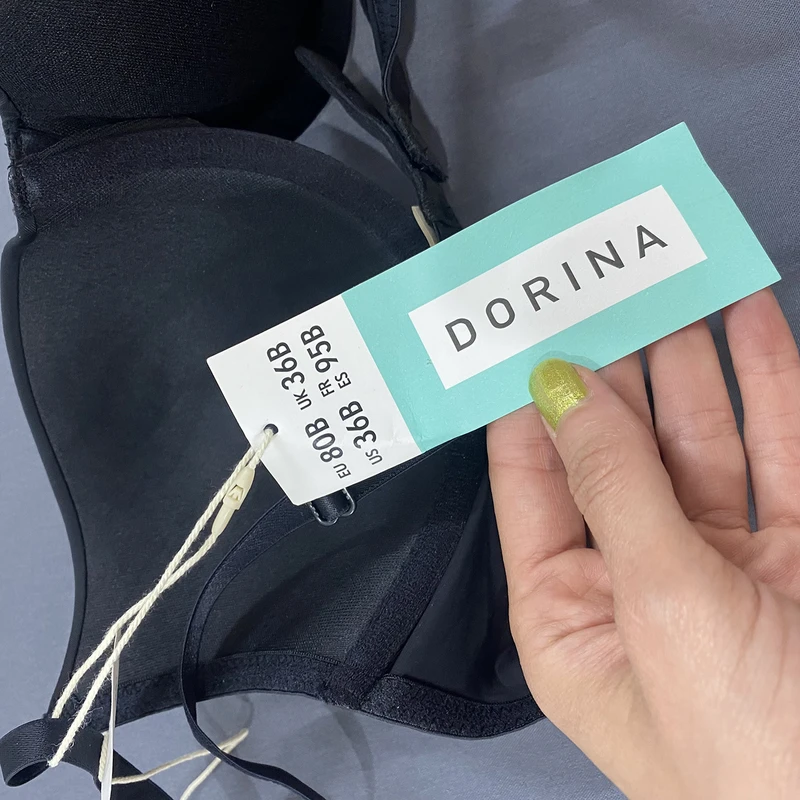 DORINA
EU 80B UK 36B
US 36B FR 95B
ES